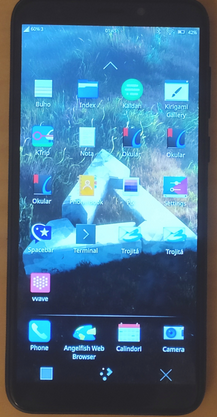 Buho Index Kaidan Kirigami
Gallery
KTrip Nota Okular Okular
Okular
Spacebar Terminal Trojitá Trojitá
vvave
Phone Angelfish Web Calindori Camera
Browser